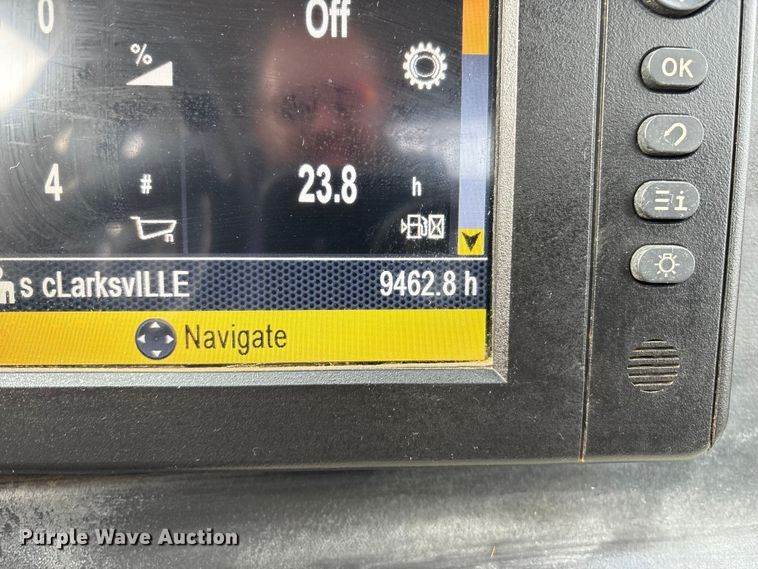 0
Off
%
OK
4
#
23.8
h
n
s cLarksvILLE
9462.8 h
Navigate
Purple Wave Auction